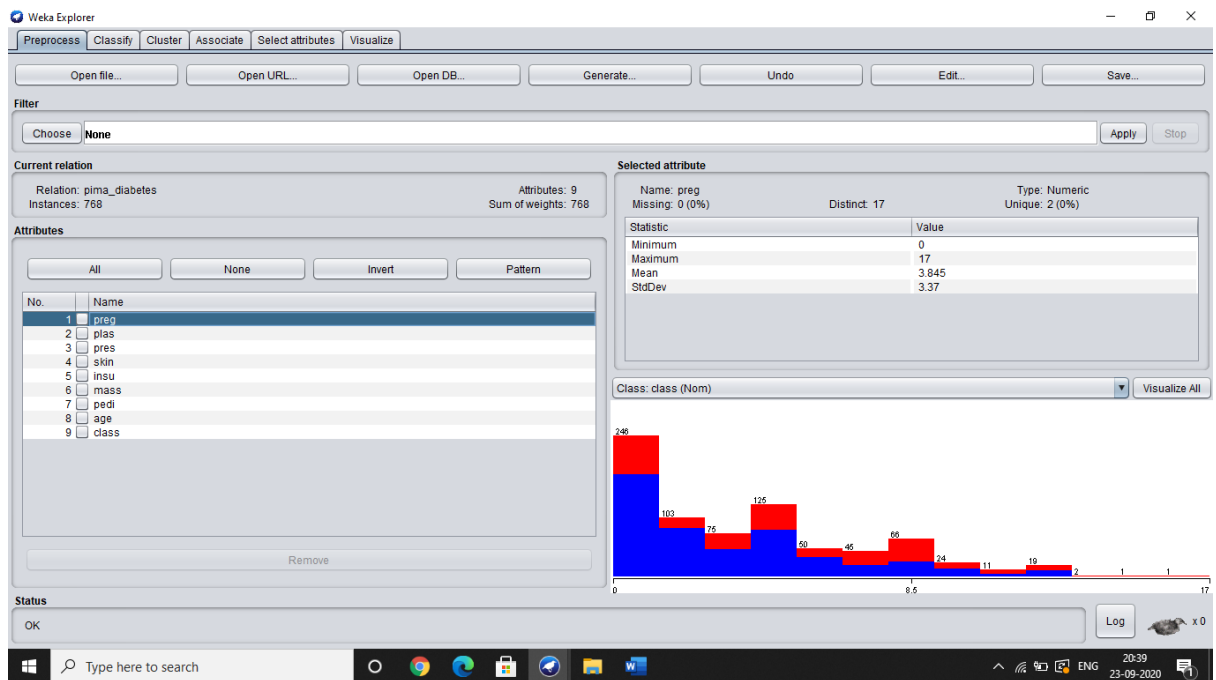 Weka Explorer
Preprocess Classify Cluster Associate Select attributes Visualize
Open file... Open URL... Open DB... Generate... Undo Edit... Save...
Filter
Choose None Apply Stop
Current relation
Relation: pima_diabetes Attributes: 9
Instances: 768 Sum of weights: 768
Attributes
All None Invert Pattern
No. Name
1 preg
2 plas
3 pres
4 skin
5 insu
6 mass
7 pedi
8 age
9 class
Remove
Selected attribute
Name: preg Type: Numeric
Missing: 0 (0%) Distinct: 17 Unique: 2 (0%)
Statistic Value
Minimum 0
Maximum 17
Mean 3.845
StdDev 3.37
Class: class (Nom) Visualize All
246
103
75
125
50
45
66
24
11
19
2
1
1
0 8.5 17
Status
OK Log x 0
Type here to search ENG 20:39
23-09-2020
1